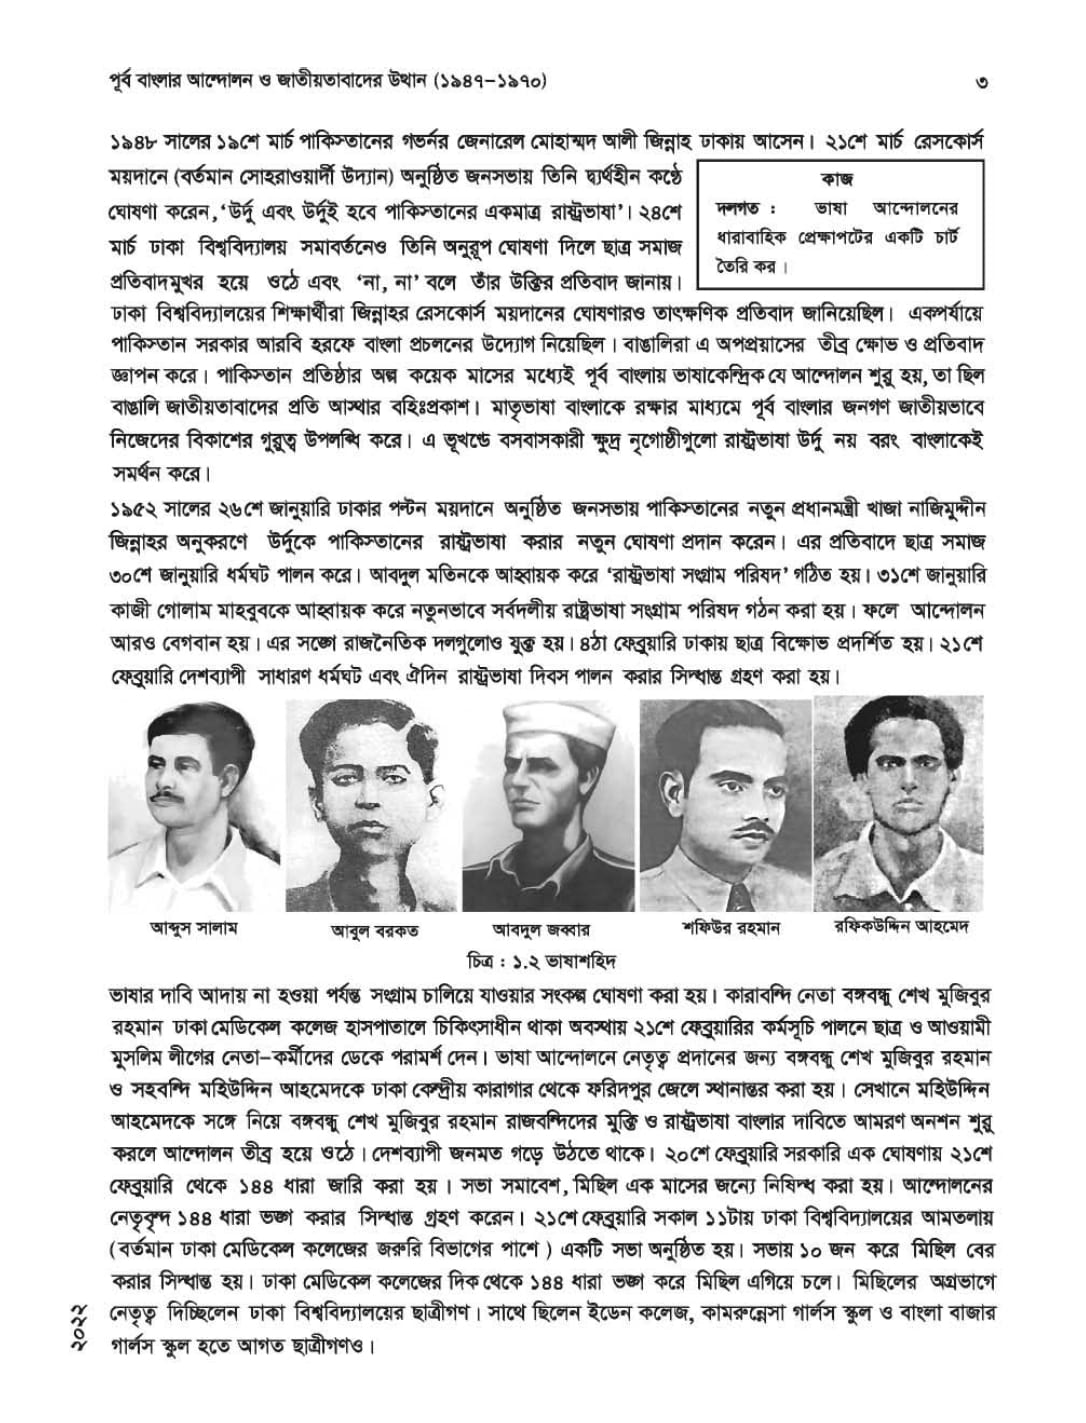 পূর্ব বাংলার আন্দোলন ও জাতীয়তাবাদের উত্থান (১৯৪৭–১৯৭০)
৩
১৯৪৮ সালের ১৯শে মার্চ পাকিস্তানের গভর্নর জেনারেল মোহাম্মদ আলী জিন্নাহ ঢাকায় আসেন। ২১শে মার্চ রেসকোর্স
ময়দানে (বর্তমান সোহরাওয়ার্দী উদ্যান) অনুষ্ঠিত জনসভায় তিনি দ্ব্যর্থহীন কণ্ঠে
ঘোষণা করেন, 'উর্দু এবং উর্দুই হবে পাকিস্তানের একমাত্র রাষ্ট্রভাষা'। ২৪শে
মার্চ ঢাকা বিশ্ববিদ্যালয় সমাবর্তনেও তিনি অনুরূপ ঘোষণা দিলে ছাত্র সমাজ
প্রতিবাদমুখর হয়ে ওঠে এবং 'না, না' বলে তাঁর উক্তির প্রতিবাদ জানায়।
কাজ
দলগত : ভাষা আন্দোলনের
ধারাবাহিক প্রেক্ষাপটের একটি চার্ট
তৈরি কর।
ঢাকা বিশ্ববিদ্যালয়ের শিক্ষার্থীরা জিন্নাহর রেসকোর্স ময়দানের ঘোষণারও তাৎক্ষণিক প্রতিবাদ জানিয়েছিল। একপর্যায়ে
পাকিস্তান সরকার আরবি হরফে বাংলা প্রচলনের উদ্যোগ নিয়েছিল। বাঙালিরা এ অপপ্রয়াসের তীব্র ক্ষোভ ও প্রতিবাদ
জ্ঞাপন করে। পাকিস্তান প্রতিষ্ঠার অল্প কয়েক মাসের মধ্যেই পূর্ব বাংলায় ভাষাকেন্দ্রিক যে আন্দোলন শুরু হয়, তা ছিল
বাঙালি জাতীয়তাবাদের প্রতি আস্থার বহিঃপ্রকাশ। মাতৃভাষা বাংলাকে রক্ষার মাধ্যমে পূর্ব বাংলার জনগণ জাতীয়ভাবে
নিজেদের বিকাশের গুরুত্ব উপলব্ধি করে। এ ভূখণ্ডে বসবাসকারী ক্ষুদ্র নৃগোষ্ঠীগুলো রাষ্ট্রভাষা উর্দু নয় বরং বাংলাকেই
সমর্থন করে।
১৯৫২ সালের ২৬শে জানুয়ারি ঢাকার পল্টন ময়দানে অনুষ্ঠিত জনসভায় পাকিস্তানের নতুন প্রধানমন্ত্রী খাজা নাজিমুদ্দীন
জিন্নাহর অনুকরণে উর্দুকে পাকিস্তানের রাষ্ট্রভাষা করার নতুন ঘোষণা প্রদান করেন। এর প্রতিবাদে ছাত্র সমাজ
৩০শে জানুয়ারি ধর্মঘট পালন করে। আবদুল মতিনকে আহ্বায়ক করে 'রাষ্ট্রভাষা সংগ্রাম পরিষদ' গঠিত হয়। ৩১শে জানুয়ারি
কাজী গোলাম মাহবুবকে আহ্বায়ক করে নতুনভাবে সর্বদলীয় রাষ্ট্রভাষা সংগ্রাম পরিষদ গঠন করা হয়। ফলে আন্দোলন
আরও বেগবান হয়। এর সঙ্গে রাজনৈতিক দলগুলোও যুক্ত হয়। ৪ঠা ফেব্রুয়ারি ঢাকায় ছাত্র বিক্ষোভ প্রদর্শিত হয়। ২১শে
ফেব্রুয়ারি দেশব্যাপী সাধারণ ধর্মঘট এবং ঐদিন রাষ্ট্রভাষা দিবস পালন করার সিদ্ধান্ত গ্রহণ করা হয়।
আব্দুস সালাম
আবুল বরকত
আবদুল জব্বার
শফিউর রহমান
রফিকউদ্দিন আহমেদ
চিত্র : ১.২ ভাষাশহিদ
ভাষার দাবি আদায় না হওয়া পর্যন্ত সংগ্রাম চালিয়ে যাওয়ার সংকল্প ঘোষণা করা হয়। কারাবন্দি নেতা বঙ্গবন্ধু শেখ মুজিবুর
রহমান ঢাকা মেডিকেল কলেজ হাসপাতালে চিকিৎসাধীন থাকা অবস্থায় ২১শে ফেব্রুয়ারির কর্মসূচি পালনে ছাত্র ও আওয়ামী
মুসলিম লীগের নেতা–কর্মীদের ডেকে পরামর্শ দেন। ভাষা আন্দোলনে নেতৃত্ব প্রদানের জন্য বঙ্গবন্ধু শেখ মুজিবুর রহমান
ও সহবন্দি মহিউদ্দিন আহমেদকে ঢাকা কেন্দ্রীয় কারাগার থেকে ফরিদপুর জেলে স্থানান্তর করা হয়। সেখানে মহিউদ্দিন
আহমেদকে সঙ্গে নিয়ে বঙ্গবন্ধু শেখ মুজিবুর রহমান রাজবন্দিদের মুক্তি ও রাষ্ট্রভাষা বাংলার দাবিতে আমরণ অনশন শুরু
করলে আন্দোলন তীব্র হয়ে ওঠে। দেশব্যাপী জনমত গড়ে উঠতে থাকে। ২০শে ফেব্রুয়ারি সরকারি এক ঘোষণায় ২১শে
ফেব্রুয়ারি থেকে ১৪৪ ধারা জারি করা হয়। সভা সমাবেশ, মিছিল এক মাসের জন্যে নিষিদ্ধ করা হয়। আন্দোলনের
নেতৃবৃন্দ ১৪৪ ধারা ভঙ্গ করার সিদ্ধান্ত গ্রহণ করেন। ২১শে ফেব্রুয়ারি সকাল ১১টায় ঢাকা বিশ্ববিদ্যালয়ের আমতলায়
(বর্তমান ঢাকা মেডিকেল কলেজের জরুরি বিভাগের পাশে) একটি সভা অনুষ্ঠিত হয়। সভায় ১০ জন করে মিছিল বের
করার সিদ্ধান্ত হয়। ঢাকা মেডিকেল কলেজের দিক থেকে ১৪৪ ধারা ভঙ্গ করে মিছিল এগিয়ে চলে। মিছিলের অগ্রভাগে
নেতৃত্ব দিচ্ছিলেন ঢাকা বিশ্ববিদ্যালয়ের ছাত্রীগণ। সাথে ছিলেন ইডেন কলেজ, কামরুন্নেসা গার্লস স্কুল ও বাংলা বাজার
গার্লস স্কুল হতে আগত ছাত্রীগণও।
২০২২